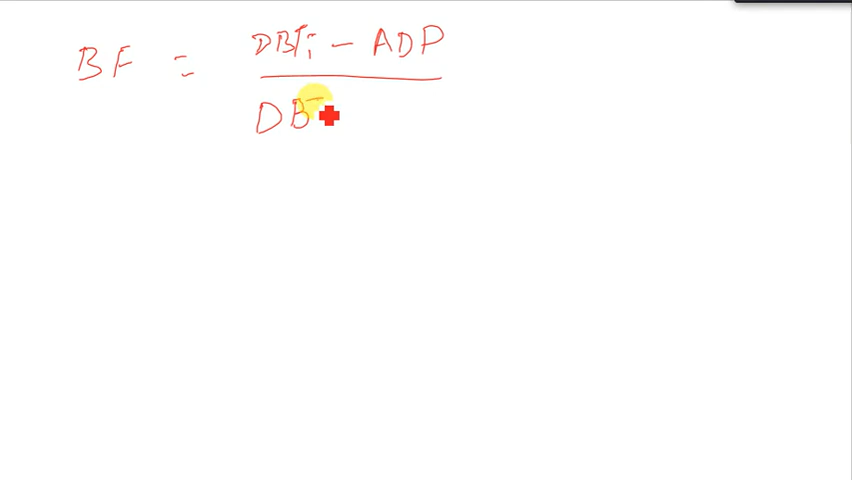 BF = DBTi - ADP
DBT